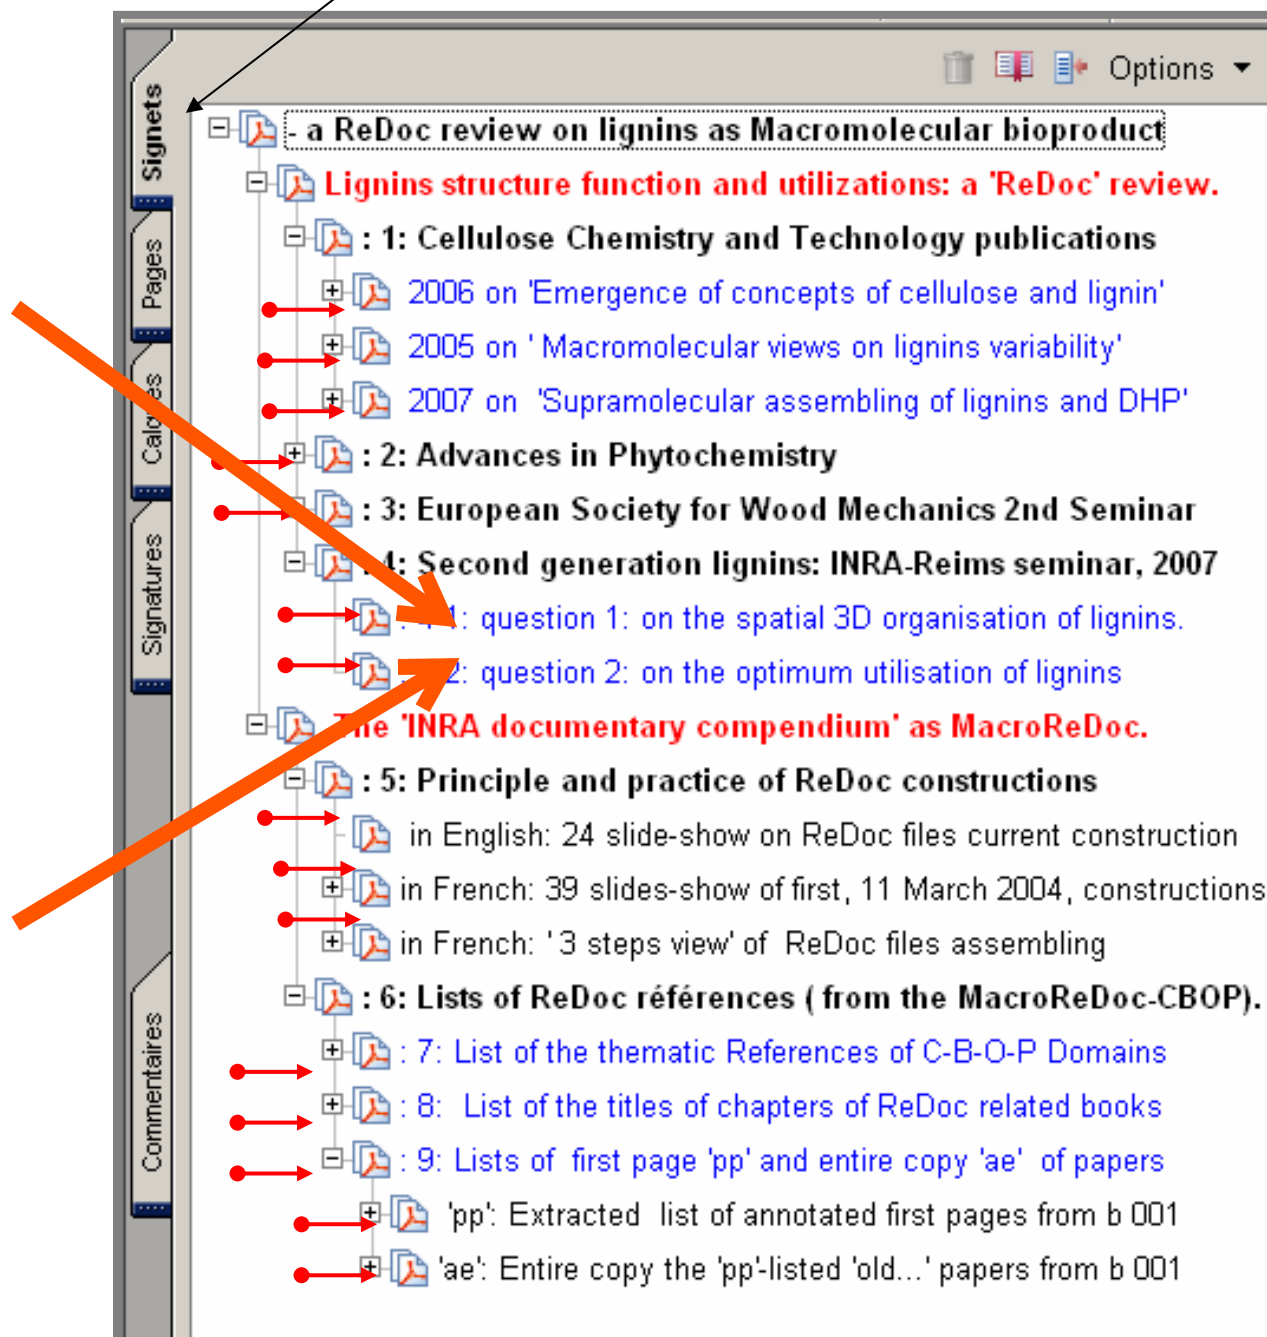 Options
Signets
Pages
Calques
Signatures
Commentaires
- a ReDoc review on lignins as Macromolecular bioproduct
Lignins structure function and utilizations: a 'ReDoc' review.
: 1: Cellulose Chemistry and Technology publications
2006 on 'Emergence of concepts of cellulose and lignin'
2005 on ' Macromolecular views on lignins variability'
2007 on 'Supramolecular assembling of lignins and DHP'
: 2: Advances in Phytochemistry
: 3: European Society for Wood Mechanics 2nd Seminar
: 4: Second generation lignins: INRA-Reims seminar, 2007
: 4 1: question 1: on the spatial 3D organisation of lignins.
2: question 2: on the optimum utilisation of lignins
The 'INRA documentary compendium' as MacroReDoc.
: 5: Principle and practice of ReDoc constructions
in English: 24 slide-show on ReDoc files current construction
in French: 39 slides-show of first, 11 March 2004, constructions
in French: ' 3 steps view' of ReDoc files assembling
: 6: Lists of ReDoc références ( from the MacroReDoc-CBOP).
: 7: List of the thematic References of C-B-O-P Domains
: 8: List of the titles of chapters of ReDoc related books
: 9: Lists of first page 'pp' and entire copy 'ae' of papers
'pp': Extracted list of annotated first pages from b 001
'ae': Entire copy the 'pp'-listed 'old...' papers from b 001